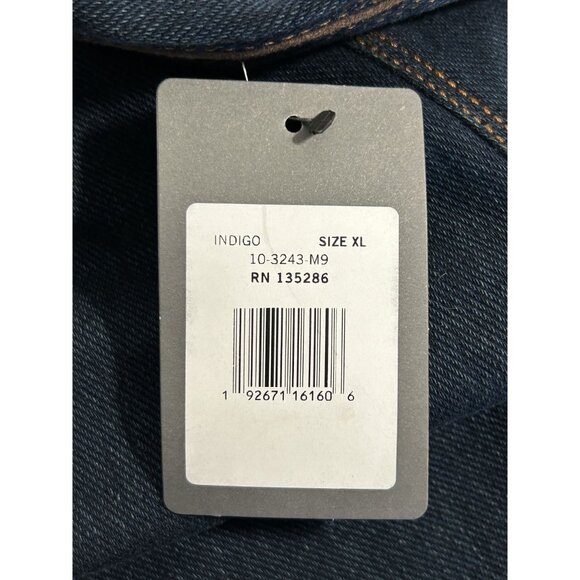 INDIGO SIZE XL
10-3243-M9
RN 135286
1 92671 16160 6